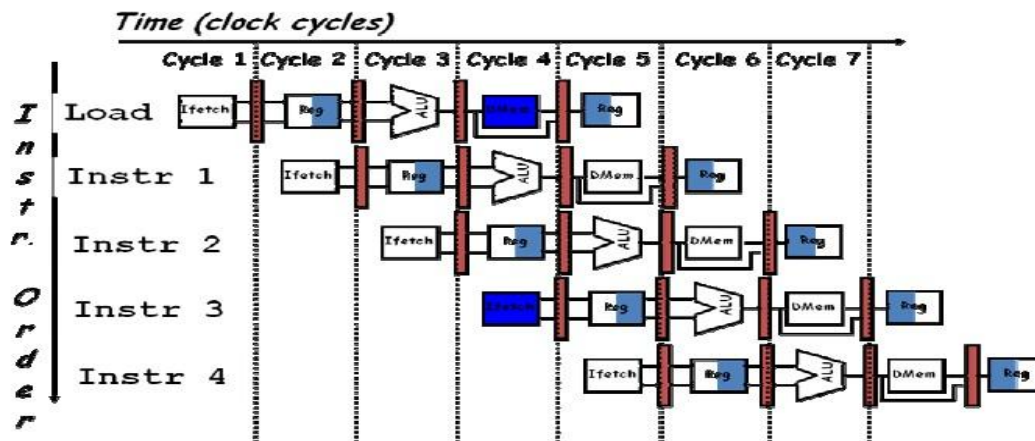 Time (clock cycles)
Cycle 1 Cycle 2 Cycle 3 Cycle 4 Cycle 5 Cycle 6 Cycle 7
Instr. Order
Load Ifetch Reg ALU DMem Reg
Instr 1 Ifetch Reg ALU DMem Reg
Instr 2 Ifetch Reg ALU DMem Reg
Instr 3 Ifetch Reg ALU DMem Reg
Instr 4 Ifetch Reg ALU DMem Reg